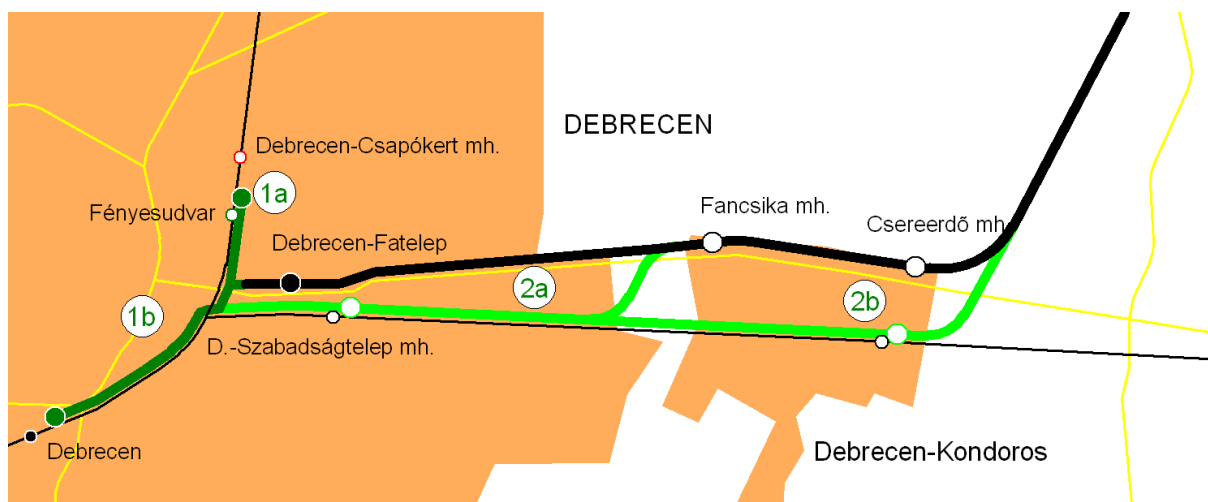 DEBRECEN
Debrecen-Csapókert mh.
1a
Fényesudvar
Fancsika mh.
Csereerdő mh.
Debrecen-Fatelep
2a
2b
1b
D.-Szabadságtelep mh.
Debrecen
Debrecen-Kondoros